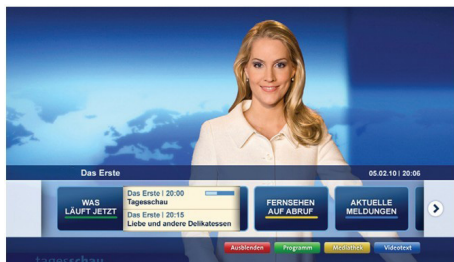 Das Erste
05.02.10 | 20:06
WAS
LÄUFT JETZT
Das Erste | 20:00
Tagesschau
Das Erste | 20:15
Liebe und andere Delikatessen
FERNSEHEN
AUF ABRUF
AKTUELLE
MELDUNGEN
Ausblenden
Programm
Mediathek
Videotext
tagesschau